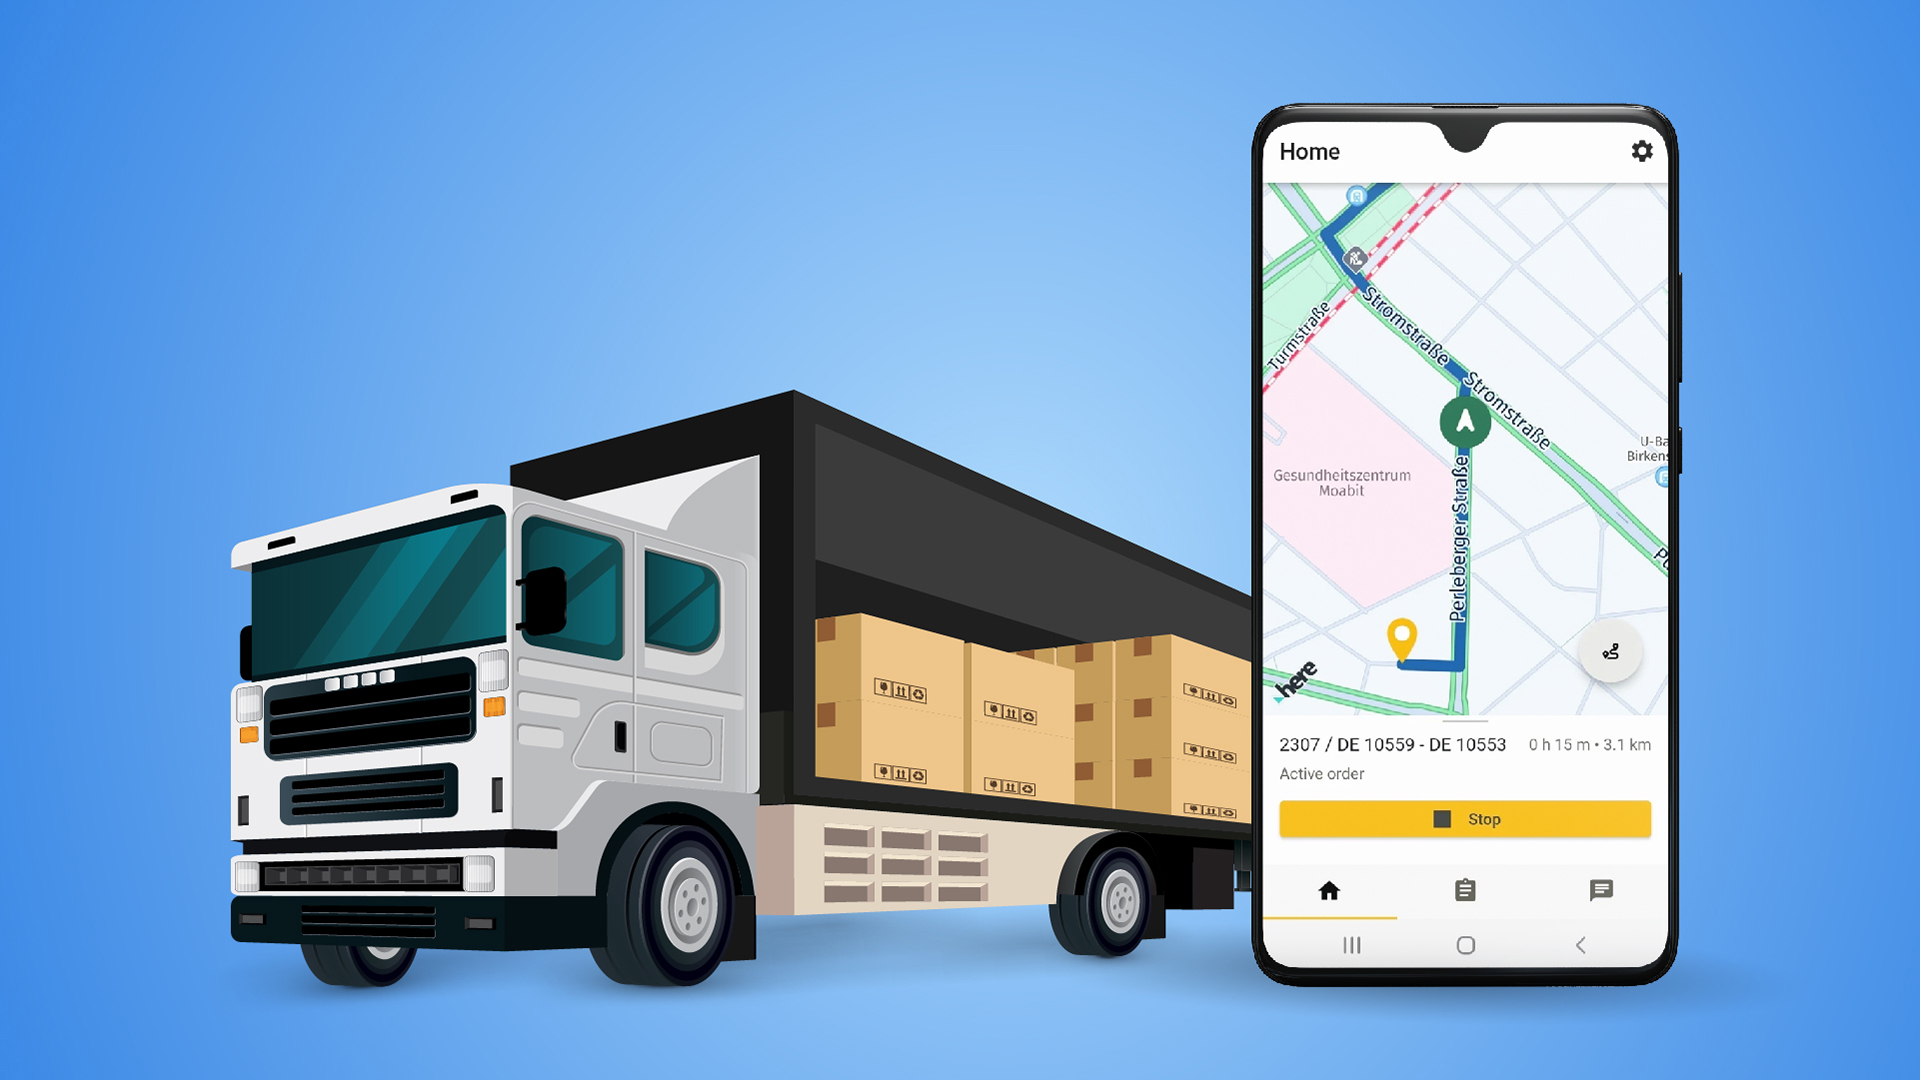 Home
Turmstraße
Stromstraße
Stromstraße
U-Ba
Birkens
Gesundheitszentrum
Moabit
Perleberger Straße
here
2307 / DE 10559 - DE 10553 0 h 15 m • 3.1 km
Active order
Stop